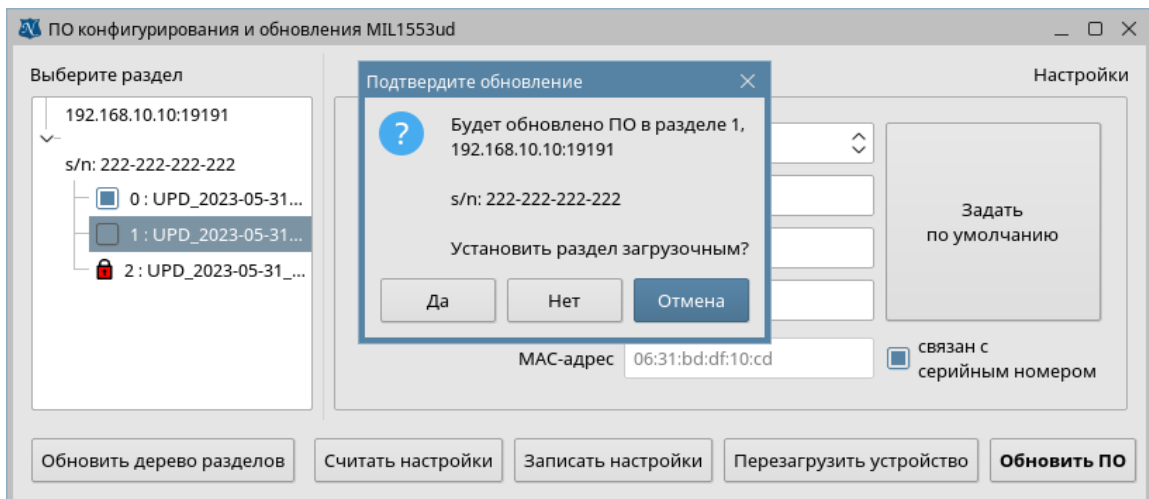 ПО конфигурирования и обновления MIL1553ud
Выберите раздел
Настройки
192.168.10.10:19191
s/n: 222-222-222-222
0 : UPD_2023-05-31...
1 : UPD_2023-05-31...
2 : UPD_2023-05-31_...
Подтвердите обновление
Будет обновлено ПО в разделе 1,
192.168.10.10:19191
s/n: 222-222-222-222
Установить раздел загрузочным?
Да
Нет
Отмена
Задать
по умолчанию
MAC-адрес
06:31:bd:df:10:cd
связан с
серийным номером
Обновить дерево разделов
Считать настройки
Записать настройки
Перезагрузить устройство
Обновить ПО